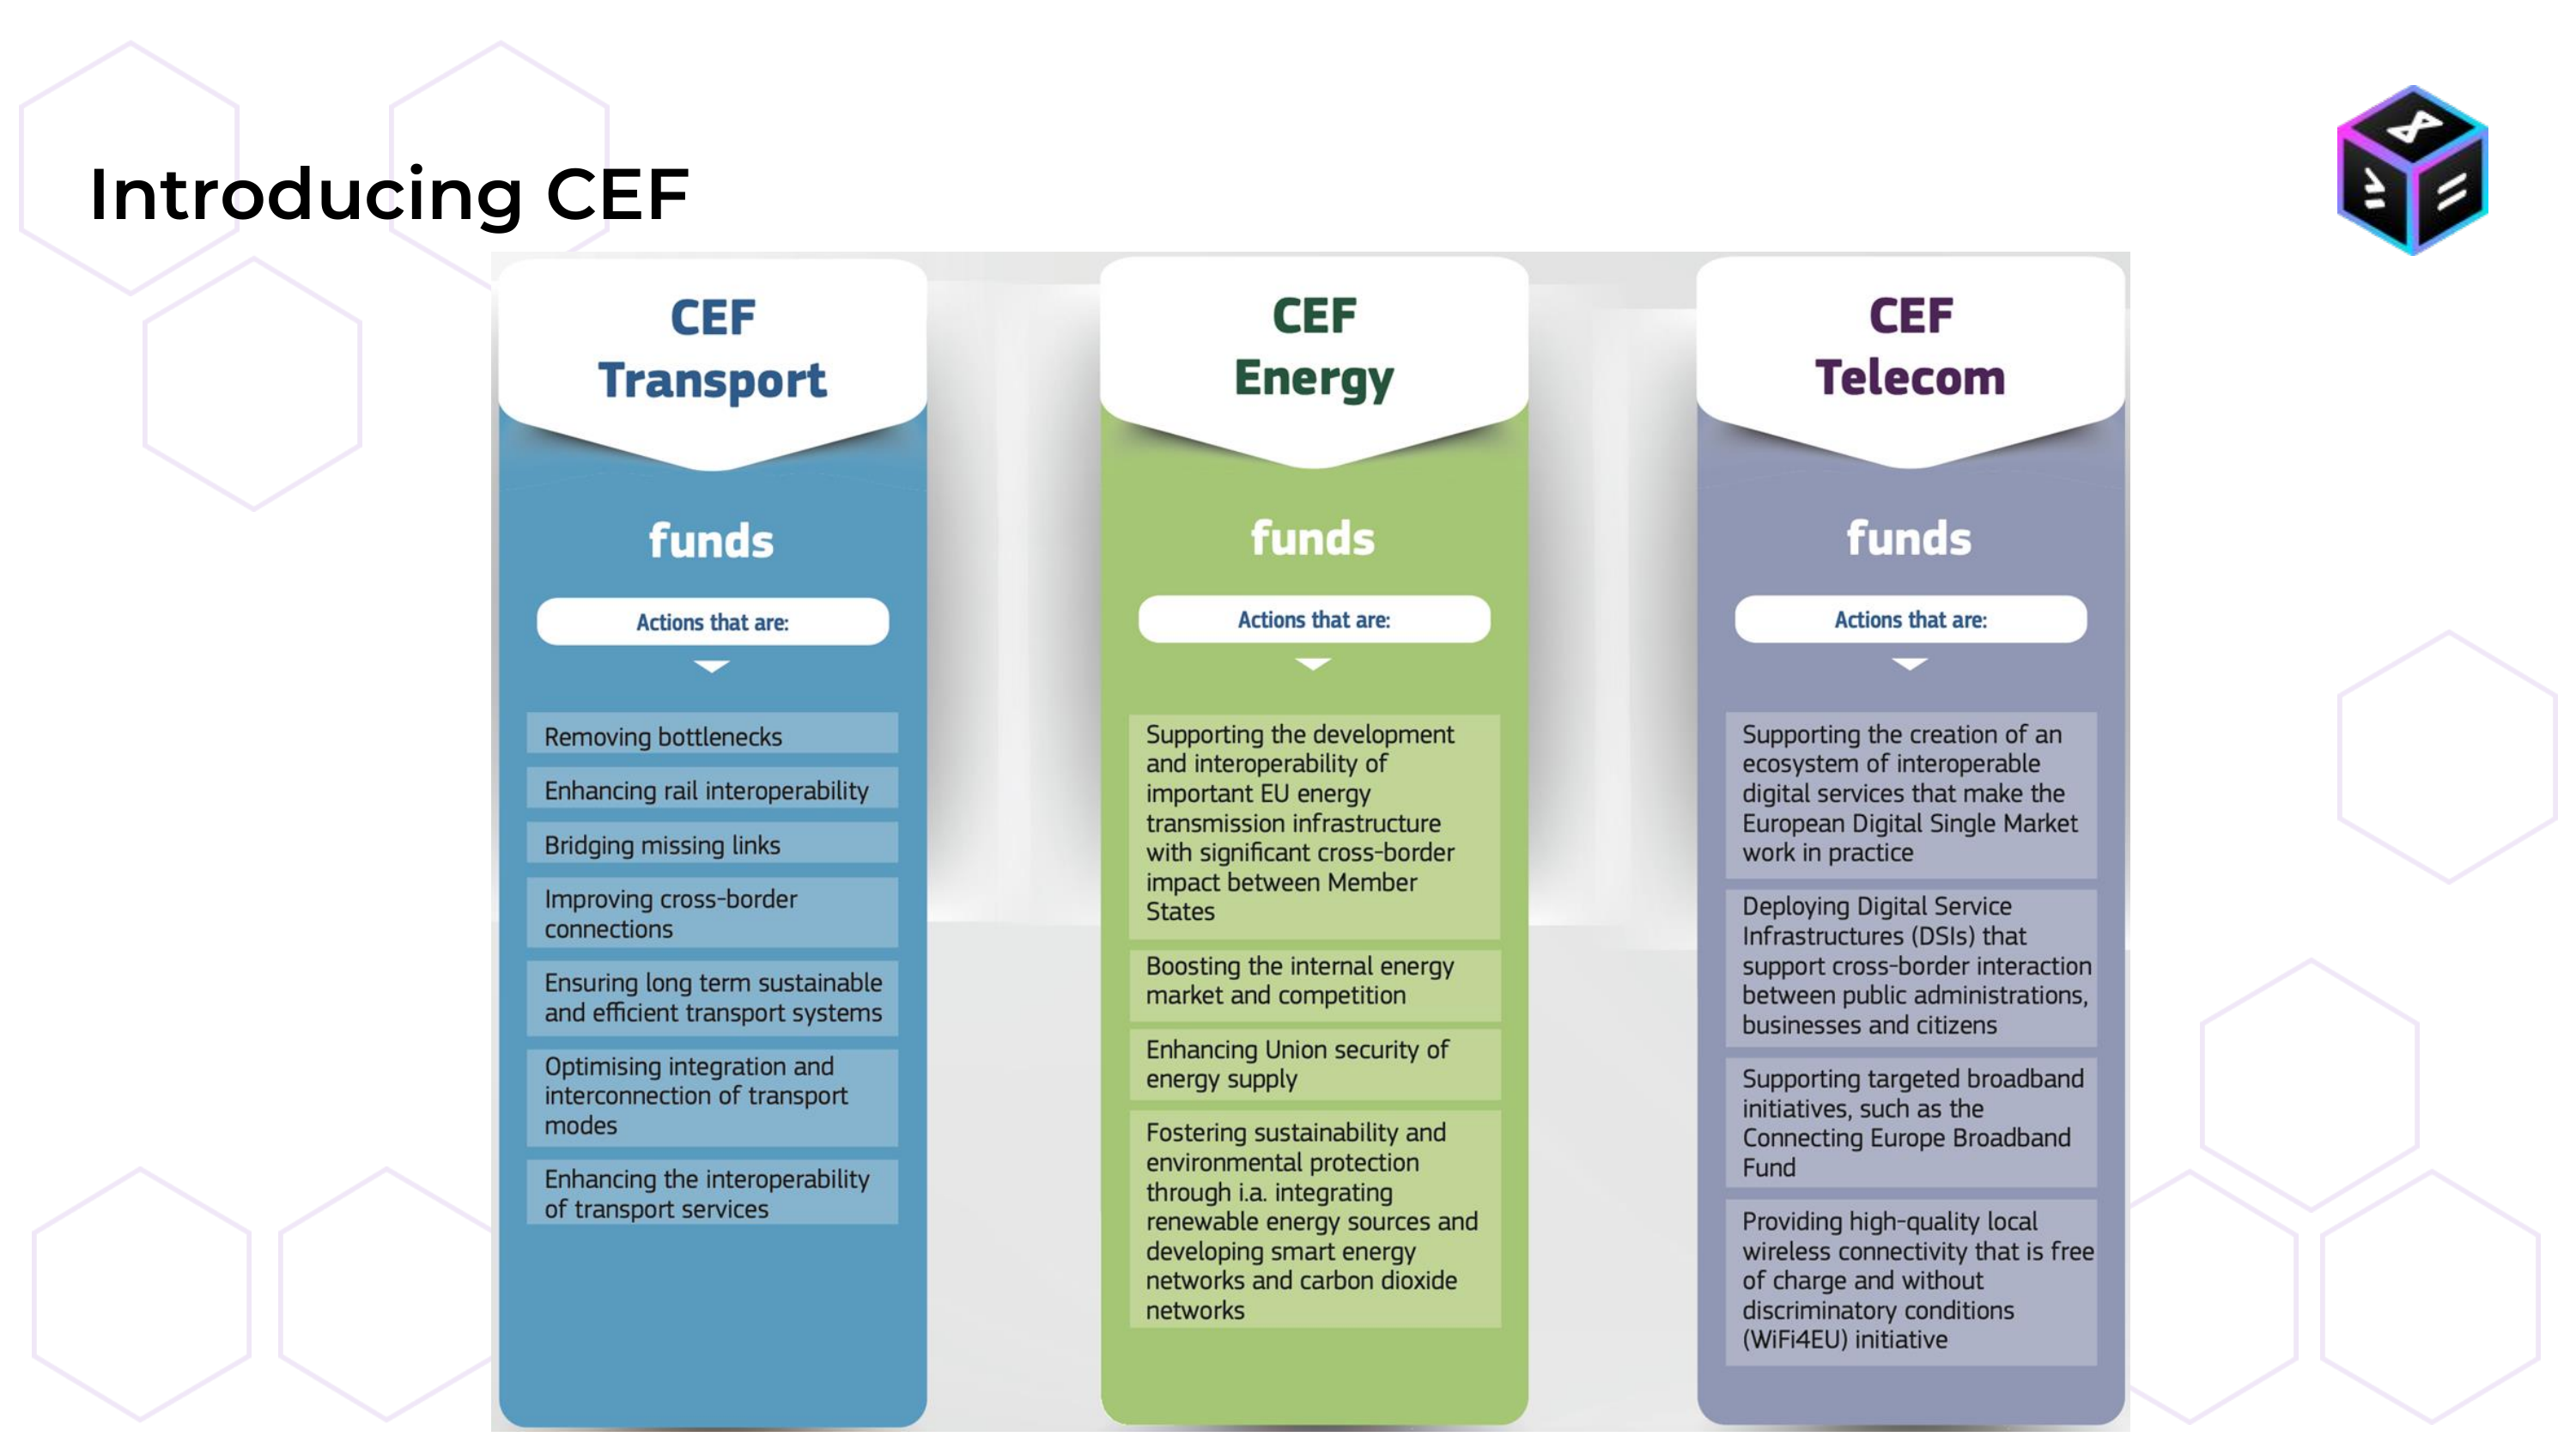 Introducing CEF
CEF
Transport
funds
Actions that are:
Removing bottlenecks
Enhancing rail interoperability
Bridging missing links
Improving cross-border
connections
Ensuring long term sustainable
and efficient transport systems
Optimising integration and
interconnection of transport
modes
Enhancing the interoperability
of transport services
CEF
Energy
funds
Actions that are:
Supporting the development
and interoperability of
important EU energy
transmission infrastructure
with significant cross-border
impact between Member
States
Boosting the internal energy
market and competition
Enhancing Union security of
energy supply
Fostering sustainability and
environmental protection
through i.a. integrating
renewable energy sources and
developing smart energy
networks and carbon dioxide
networks
CEF
Telecom
funds
Actions that are:
Supporting the creation of an
ecosystem of interoperable
digital services that make the
European Digital Single Market
work in practice
Deploying Digital Service
Infrastructures (DSIs) that
support cross-border interaction
between public administrations,
businesses and citizens
Supporting targeted broadband
initiatives, such as the
Connecting Europe Broadband
Fund
Providing high-quality local
wireless connectivity that is free
of charge and without
discriminatory conditions
(WiFi4EU) initiative